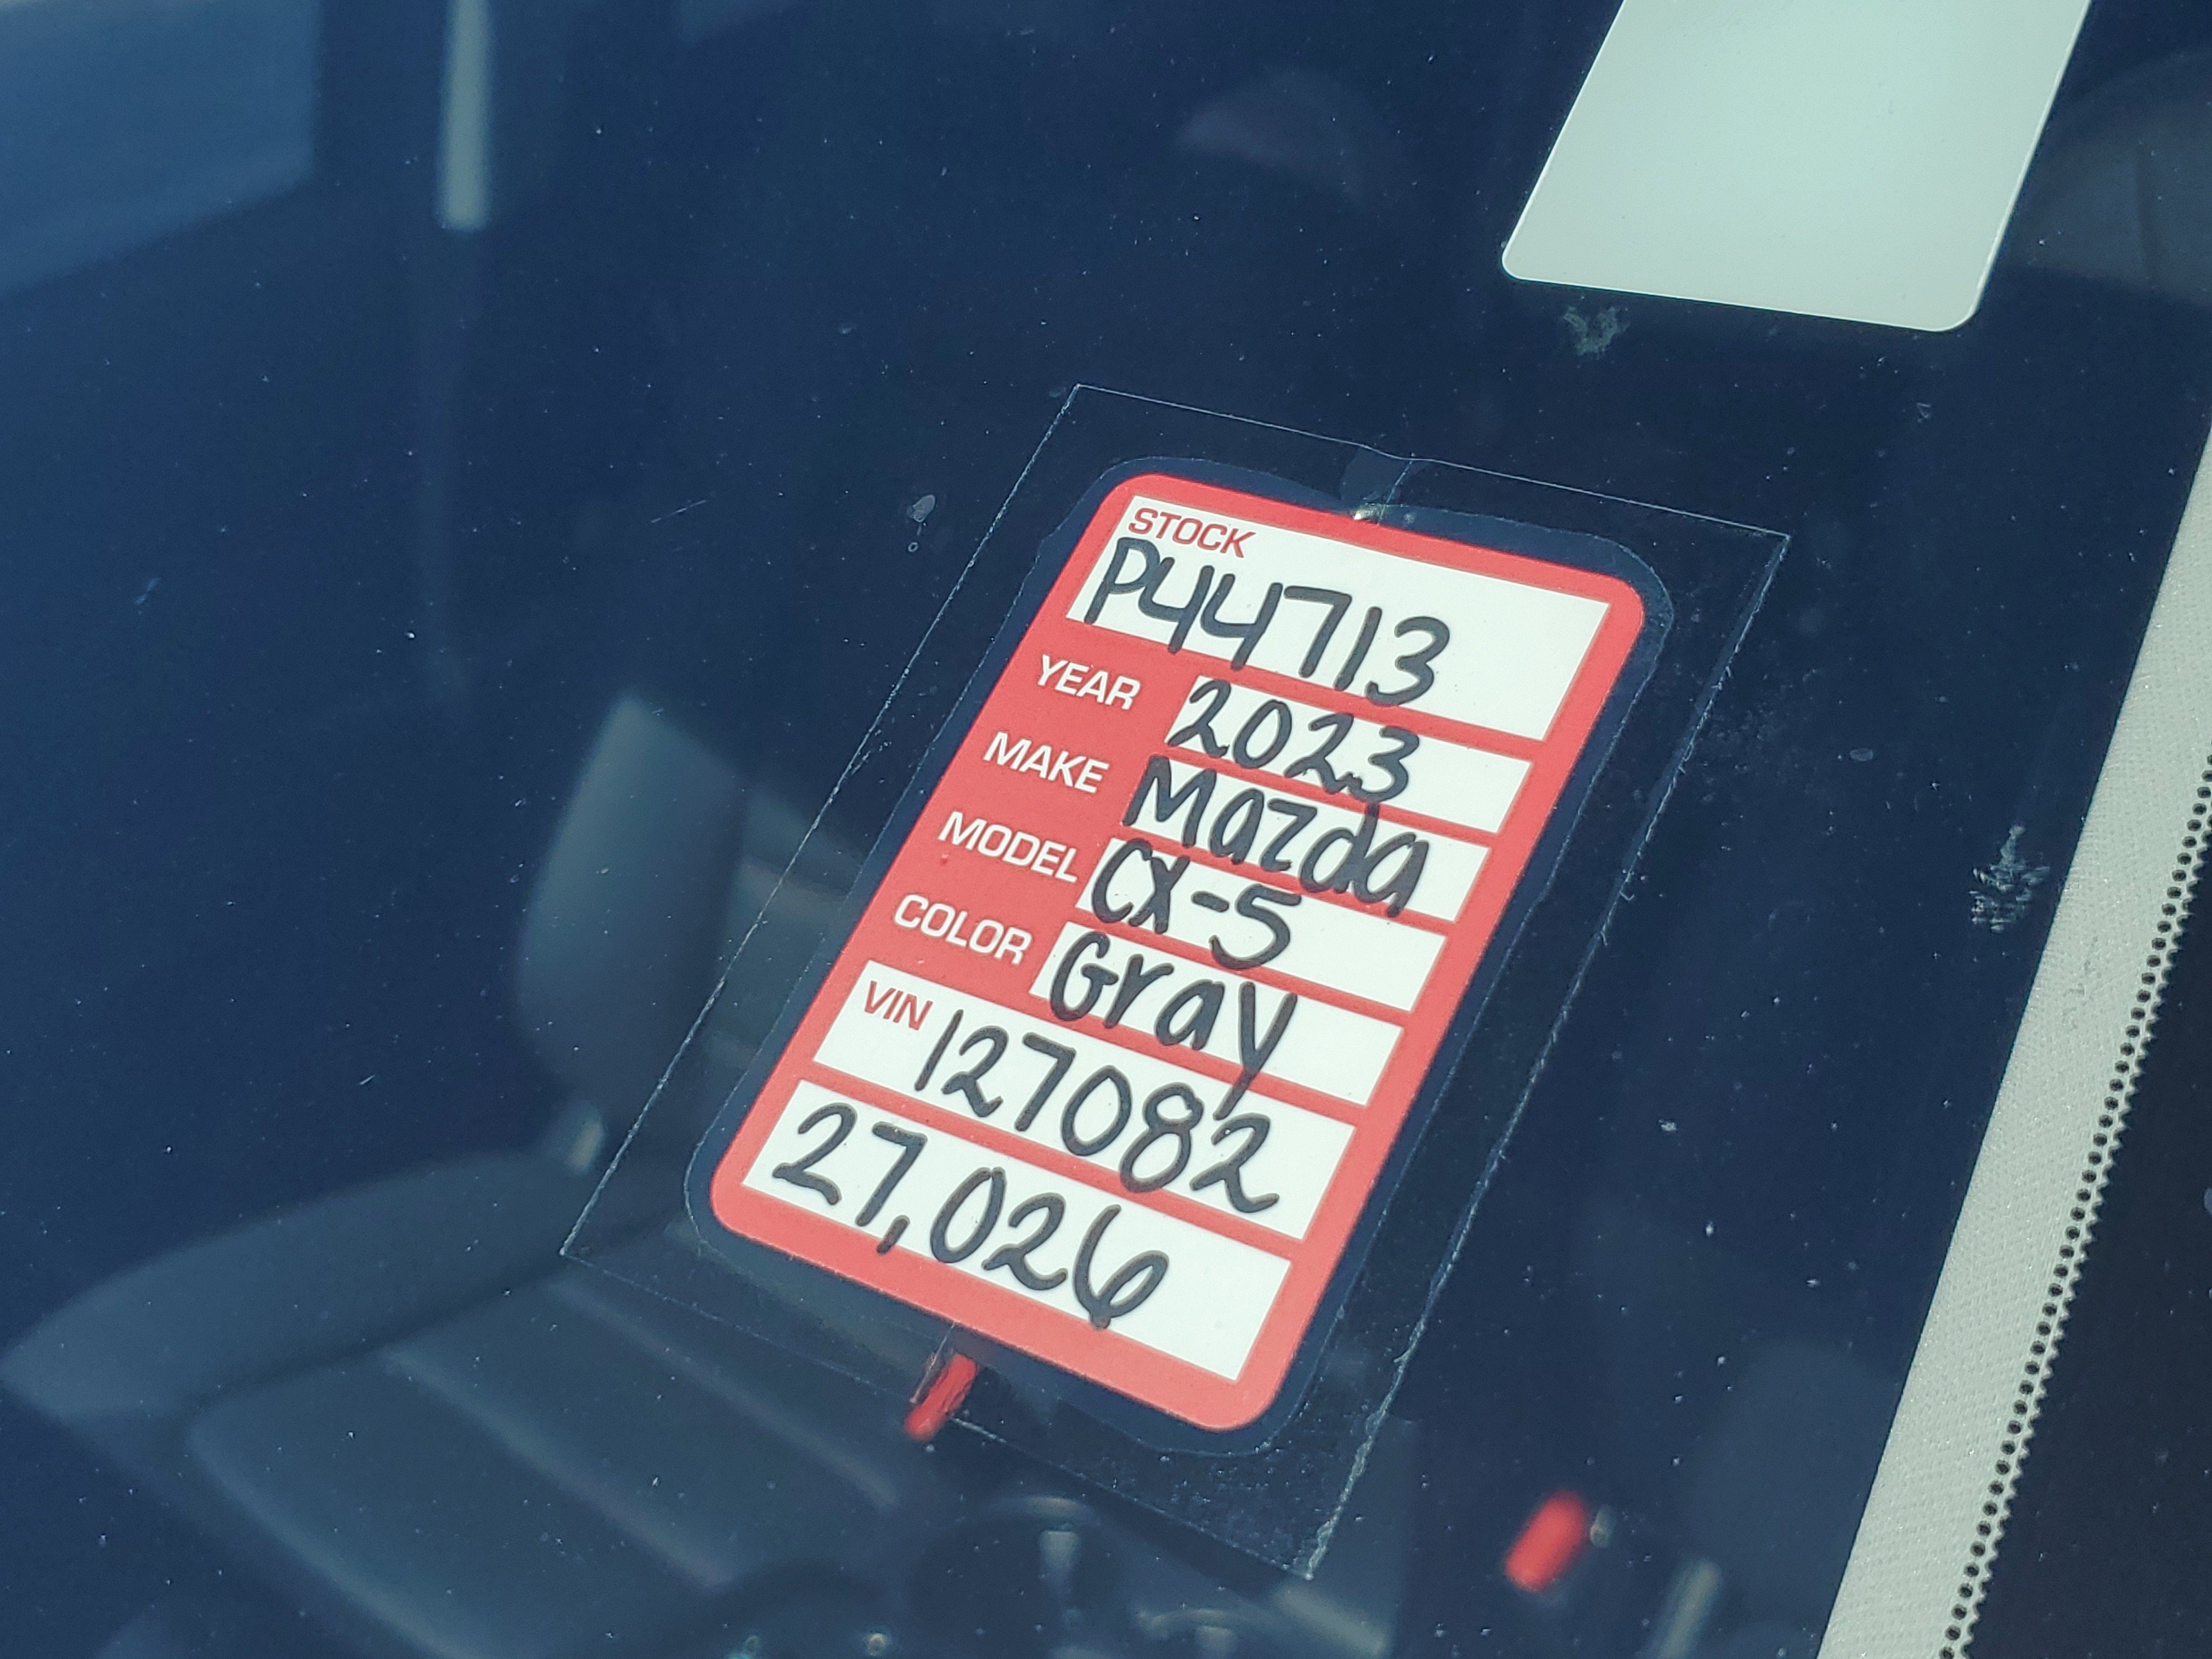 STOCK
P44713
YEAR 2023
MAKE Mazda
MODEL CX-5
COLOR Gray
VIN 127082
27,026